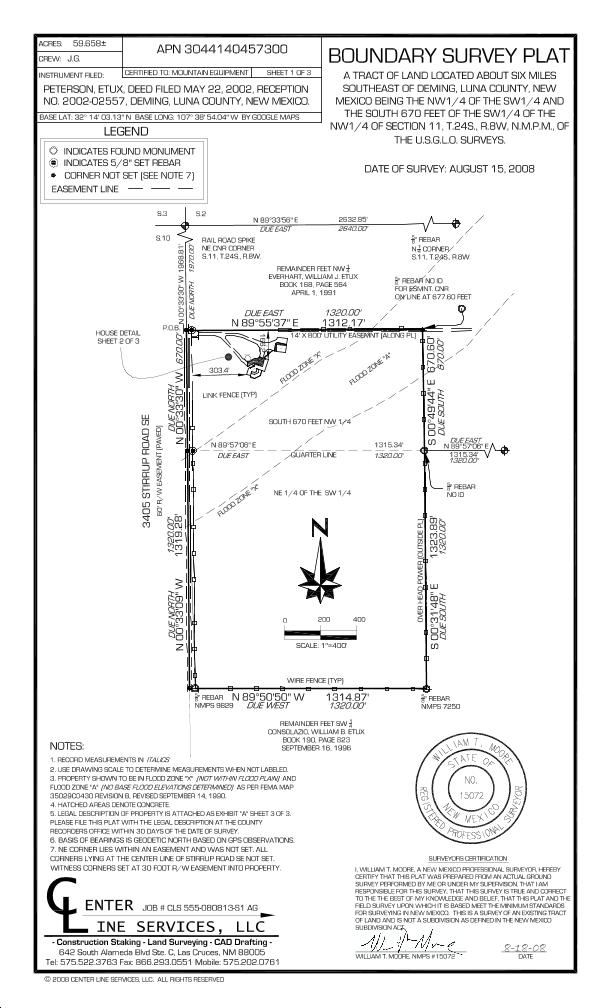 ACRES: 59.658±
CREW: J.G.
APN 3044140457300
INSTRUMENT FILED:
CERTIFIED TO: MOUNTAIN EQUIPMENT
SHEET 1 OF 3
PETERSON, ETUX, DEED FILED MAY 22, 2002, RECEPTION
NO. 2002-02557, DEMING, LUNA COUNTY, NEW MEXICO.
BASE LAT: 32° 14' 03.13" N BASE LONG: 107° 38' 54.04" W BY GOOGLE MAPS
BOUNDARY SURVEY PLAT
A TRACT OF LAND LOCATED ABOUT SIX MILES
SOUTHEAST OF DEMING, LUNA COUNTY, NEW
MEXICO BEING THE NW1/4 OF THE SW1/4 AND
THE SOUTH 670 FEET OF THE SW1/4 OF THE
NW1/4 OF SECTION 11, T.24S., R.8W, N.M.P.M., OF
THE U.S.G.L.O. SURVEYS.
DATE OF SURVEY: AUGUST 15, 2008
LEGEND
INDICATES FOUND MONUMENT
INDICATES 5/8" SET REBAR
CORNER NOT SET (SEE NOTE 7)
EASEMENT LINE
S.3
S.2
S.10
N 89°33'56" E 2632.85'
DUE EAST 2640.00'
RAIL ROAD SPIKE
NE CNR CORNER
S.11, T.24S., R.8W.
5/8" REBAR
N 1/4 CORNER
S.11, T.24S., R.8W.
N 00°33'30" W 1968.81'
DUE NORTH 1970.00'
REMAINDER FEET NW 1/4
EVERHART, WILLIAM J. ETUX
BOOK 168, PAGE 564
APRIL 1, 1991
5/8" REBAR NO ID
FOR ESMNT. CNR
ON LINE AT 677.60 FEET
P.O.B.
DUE EAST 1320.00'
N 89°55'37" E 1312.17'
14' X 800' UTILITY EASEMENT (ALONG PL)
HOUSE DETAIL
SHEET 2 OF 3
303.4'
LINK FENCE (TYP)
FLOOD ZONE "X"
FLOOD ZONE "A"
DUE NORTH 670.00'
N 00°33'30" W
S 00°49'44" E 670.60'
DUE SOUTH 670.00'
SOUTH 670 FEET NW 1/4
N 89°57'06" E 1315.34'
DUE EAST QUARTER LINE 1320.00'
DUE EAST
N 89°57'06" E
1315.34'
1320.00'
5/8" REBAR
NO ID
FLOOD ZONE "X"
NE 1/4 OF THE SW 1/4
3405 STIRRUP ROAD SE
60' R/W EASEMENT (PAVED)
DUE NORTH 1320.00'
N 00°33'09" W 1319.28'
OVER HEAD POWER (OUTSIDE PL)
S 00°31'48" E 1323.89'
DUE SOUTH 1320.00'
N
0 200 400
SCALE: 1"=400'
WIRE FENCE (TYP)
N 89°50'50" W 1314.87'
DUE WEST 1320.00'
5/8" REBAR
NMPS 9829
5/8" REBAR
NMPS 7250
REMAINDER FEET SW 1/4
CONSOLAZIO, WILLIAM B. ETUX
BOOK 190, PAGE 823
SEPTEMBER 16, 1996
NOTES:
1. RECORD MEASUREMENTS IN ITALICS
2. USE DRAWING SCALE TO DETERMINE MEASUREMENTS WHEN NOT LABELED.
3. PROPERTY SHOWN TO BE IN FLOOD ZONE "X" (NOT WITHIN FLOOD PLAIN) AND
FLOOD ZONE "A" (NO BASE FLOOD ELEVATIONS DETERMINED) AS PER FEMA MAP
35029C0430 REVISION B, REVISED SEPTEMBER 14, 1990.
4. HATCHED AREAS DENOTE CONCRETE.
5. LEGAL DESCRIPTION OF PROPERTY IS ATTACHED AS EXHIBIT "A" SHEET 3 OF 3.
PLEASE FILE THIS PLAT WITH THE LEGAL DESCRIPTION AT THE COUNTY
RECORDERS OFFICE WITHIN 30 DAYS OF THE DATE OF SURVEY.
6. BASIS OF BEARINGS IS GEODETIC NORTH BASED ON GPS OBSERVATIONS.
7. NE CORNER LIES WITHIN AN EASEMENT AND WAS NOT SET. ALL
CORNERS LYING AT THE CENTER LINE OF STIRRUP ROAD SE NOT SET.
WITNESS CORNERS SET AT 30 FOOT R/W EASEMENT INTO PROPERTY.
WILLIAM T. MOORE
STATE OF
NO.
15072
NEW MEXICO
REGISTERED PROFESSIONAL SURVEYOR
SURVEYOR'S CERTIFICATION
I, WILLIAM T. MOORE, A NEW MEXICO PROFESSIONAL SURVEYOR, HEREBY
CERTIFY THAT THIS PLAT WAS PREPARED FROM AN ACTUAL GROUND
SURVEY PERFORMED BY ME OR UNDER MY SUPERVISION, THAT I AM
RESPONSIBLE FOR THIS SURVEY, THAT THIS SURVEY IS TRUE AND CORRECT
TO THE THE BEST OF MY KNOWLEDGE AND BELIEF, THAT THIS PLAT AND THE
FIELD SURVEY UPON WHICH IT IS BASED MEET THE MINIMUM STANDARDS
FOR SURVEYING IN NEW MEXICO. THIS IS A SURVEY OF AN EXISTING TRACT
OF LAND AND IS NOT A SUBDIVISION AS DEFINED IN THE NEW MEXICO
SUBDIVISION ACT.
8-18-08
WILLIAM T. MOORE, NMPS #15072
DATE
CENTER JOB # CLS 555-080813-51 AG
LINE SERVICES, LLC
- Construction Staking - Land Surveying - CAD Drafting -
642 South Alameda Blvd Ste. C, Las Cruces, NM 88005
Tel: 575.522.3763 Fax: 866.293.0551 Mobile: 575.202.0761
© 2008 CENTER LINE SERVICES, LLC. ALL RIGHTS RESERVED